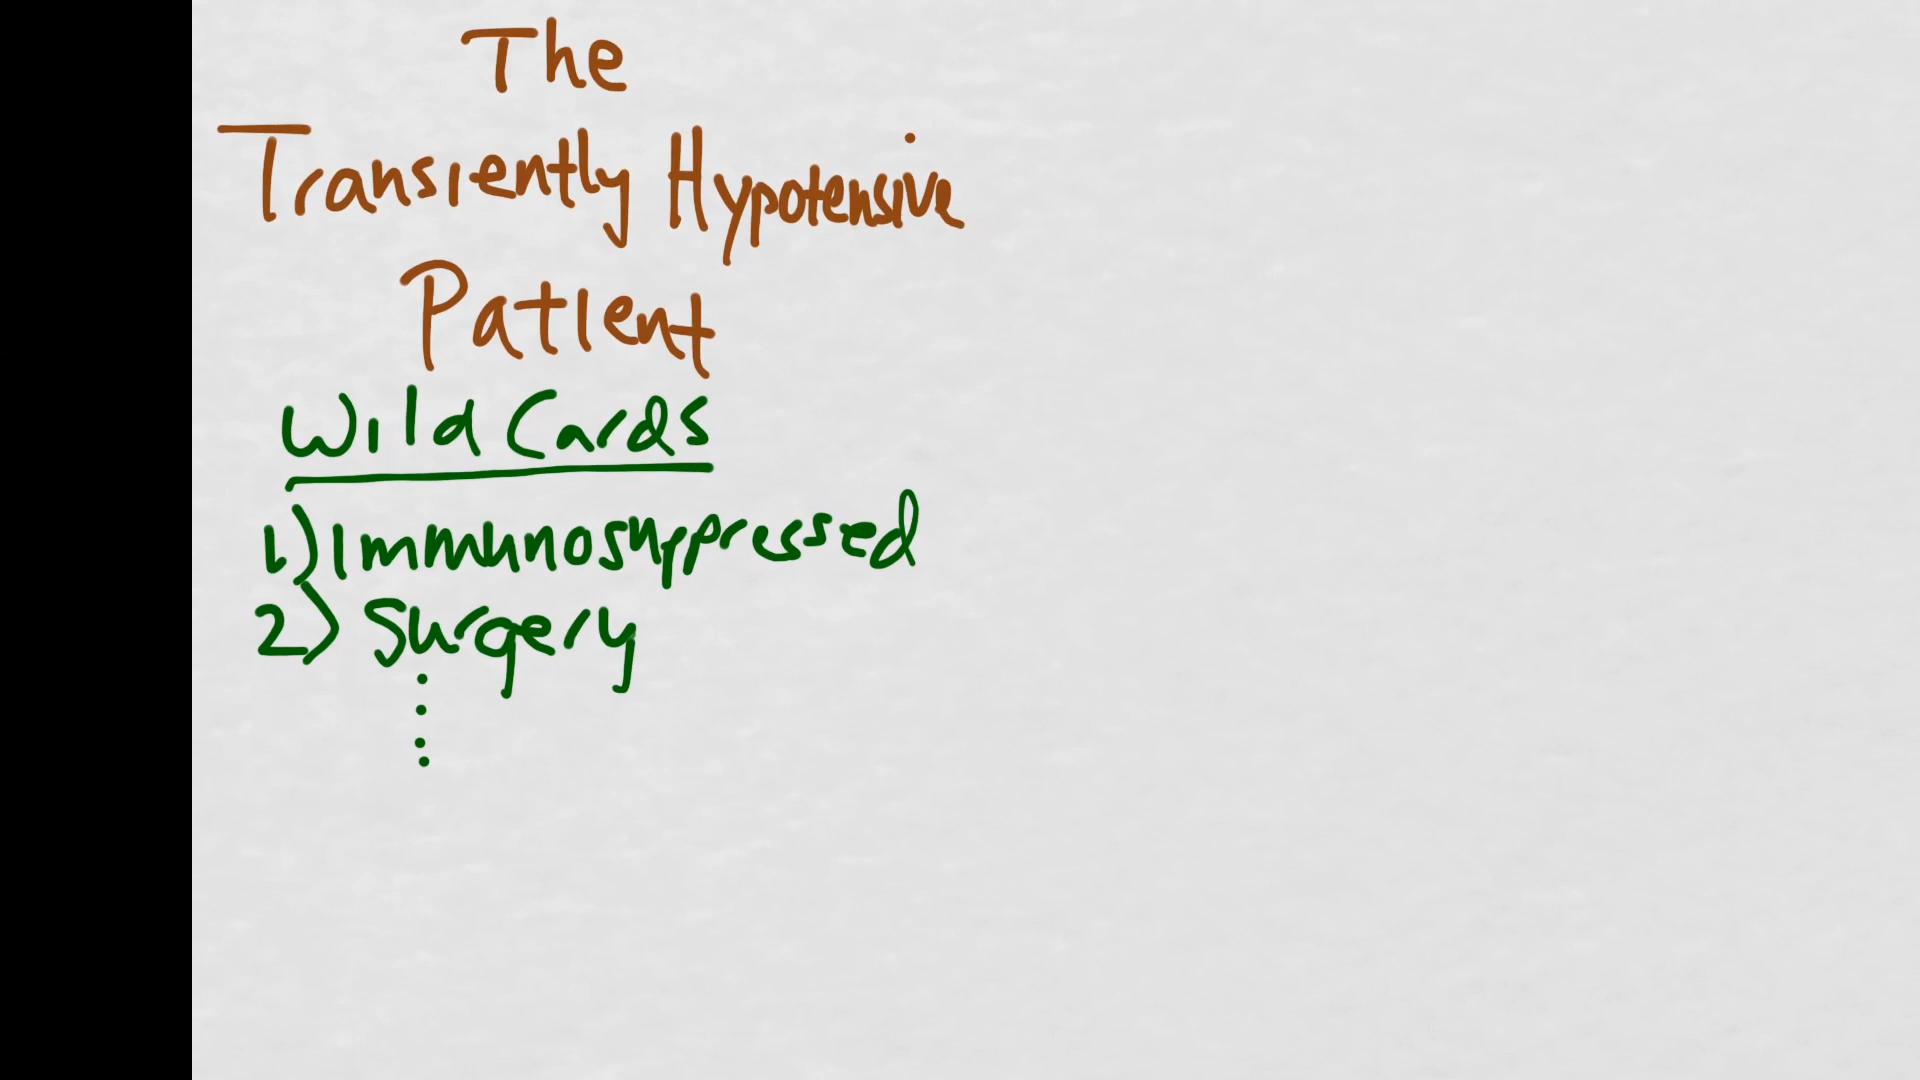 The
Transiently Hypotensive
Patient
Wild Cards
1) Immunosuppressed
2) Surgery